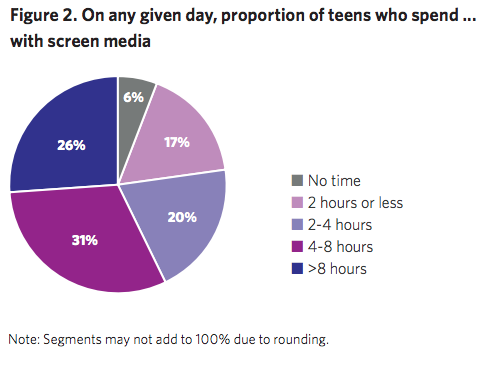 Figure 2. On any given day, proportion of teens who spend ...
with screen media
6%
17%
26%
20%
31%
No time
2 hours or less
2-4 hours
4-8 hours
>8 hours
Note: Segments may not add to 100% due to rounding.